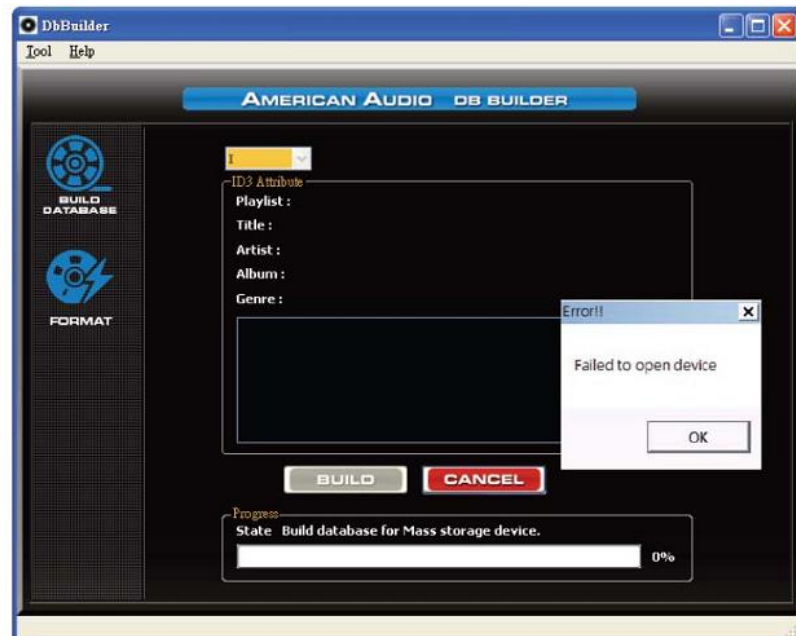 DbBuilder
Tool Help
AMERICAN AUDIO DB BUILDER
BUILD
DATABASE
FORMAT
I
ID3 Attribute
Playlist :
Title :
Artist :
Album :
Genre :
Error!!
Failed to open device
OK
BUILD CANCEL
Progress
State Build database for Mass storage device.
0%